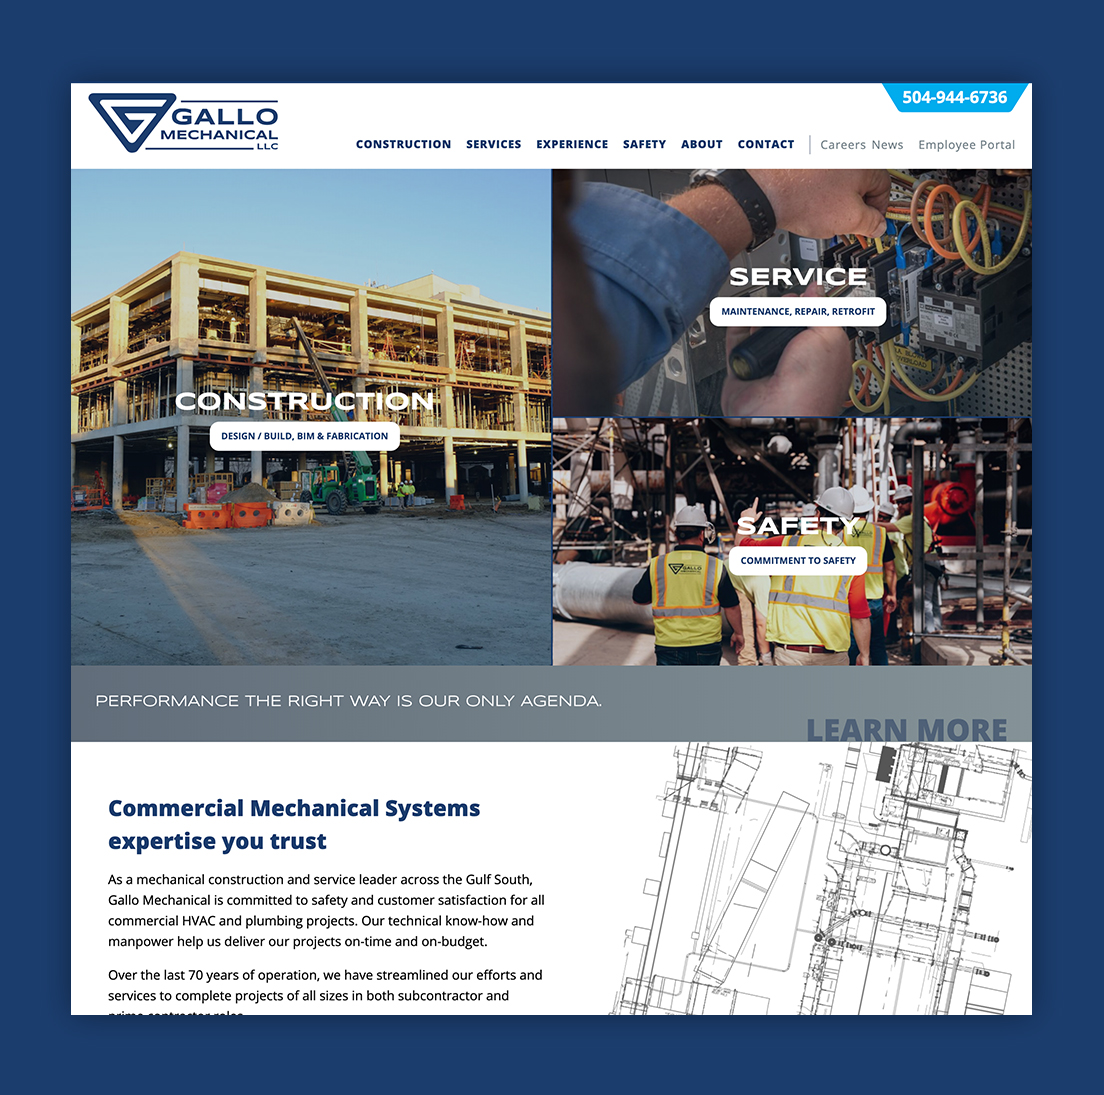 GALLO
MECHANICAL
LLC
504-944-6736
CONSTRUCTION SERVICES EXPERIENCE SAFETY ABOUT CONTACT Careers News Employee Portal
SERVICE
MAINTENANCE, REPAIR, RETROFIT
CONSTRUCTION
DESIGN / BUILD, BIM & FABRICATION
SAFETY
COMMITMENT TO SAFETY
GALLO
MECHANICAL
PERFORMANCE THE RIGHT WAY IS OUR ONLY AGENDA.
LEARN MORE
Commercial Mechanical Systems
expertise you trust
As a mechanical construction and service leader across the Gulf South,
Gallo Mechanical is committed to safety and customer satisfaction for all
commercial HVAC and plumbing projects. Our technical know-how and
manpower help us deliver our projects on-time and on-budget.
Over the last 70 years of operation, we have streamlined our efforts and
services to complete projects of all sizes in both subcontractor and
prime contractor roles.